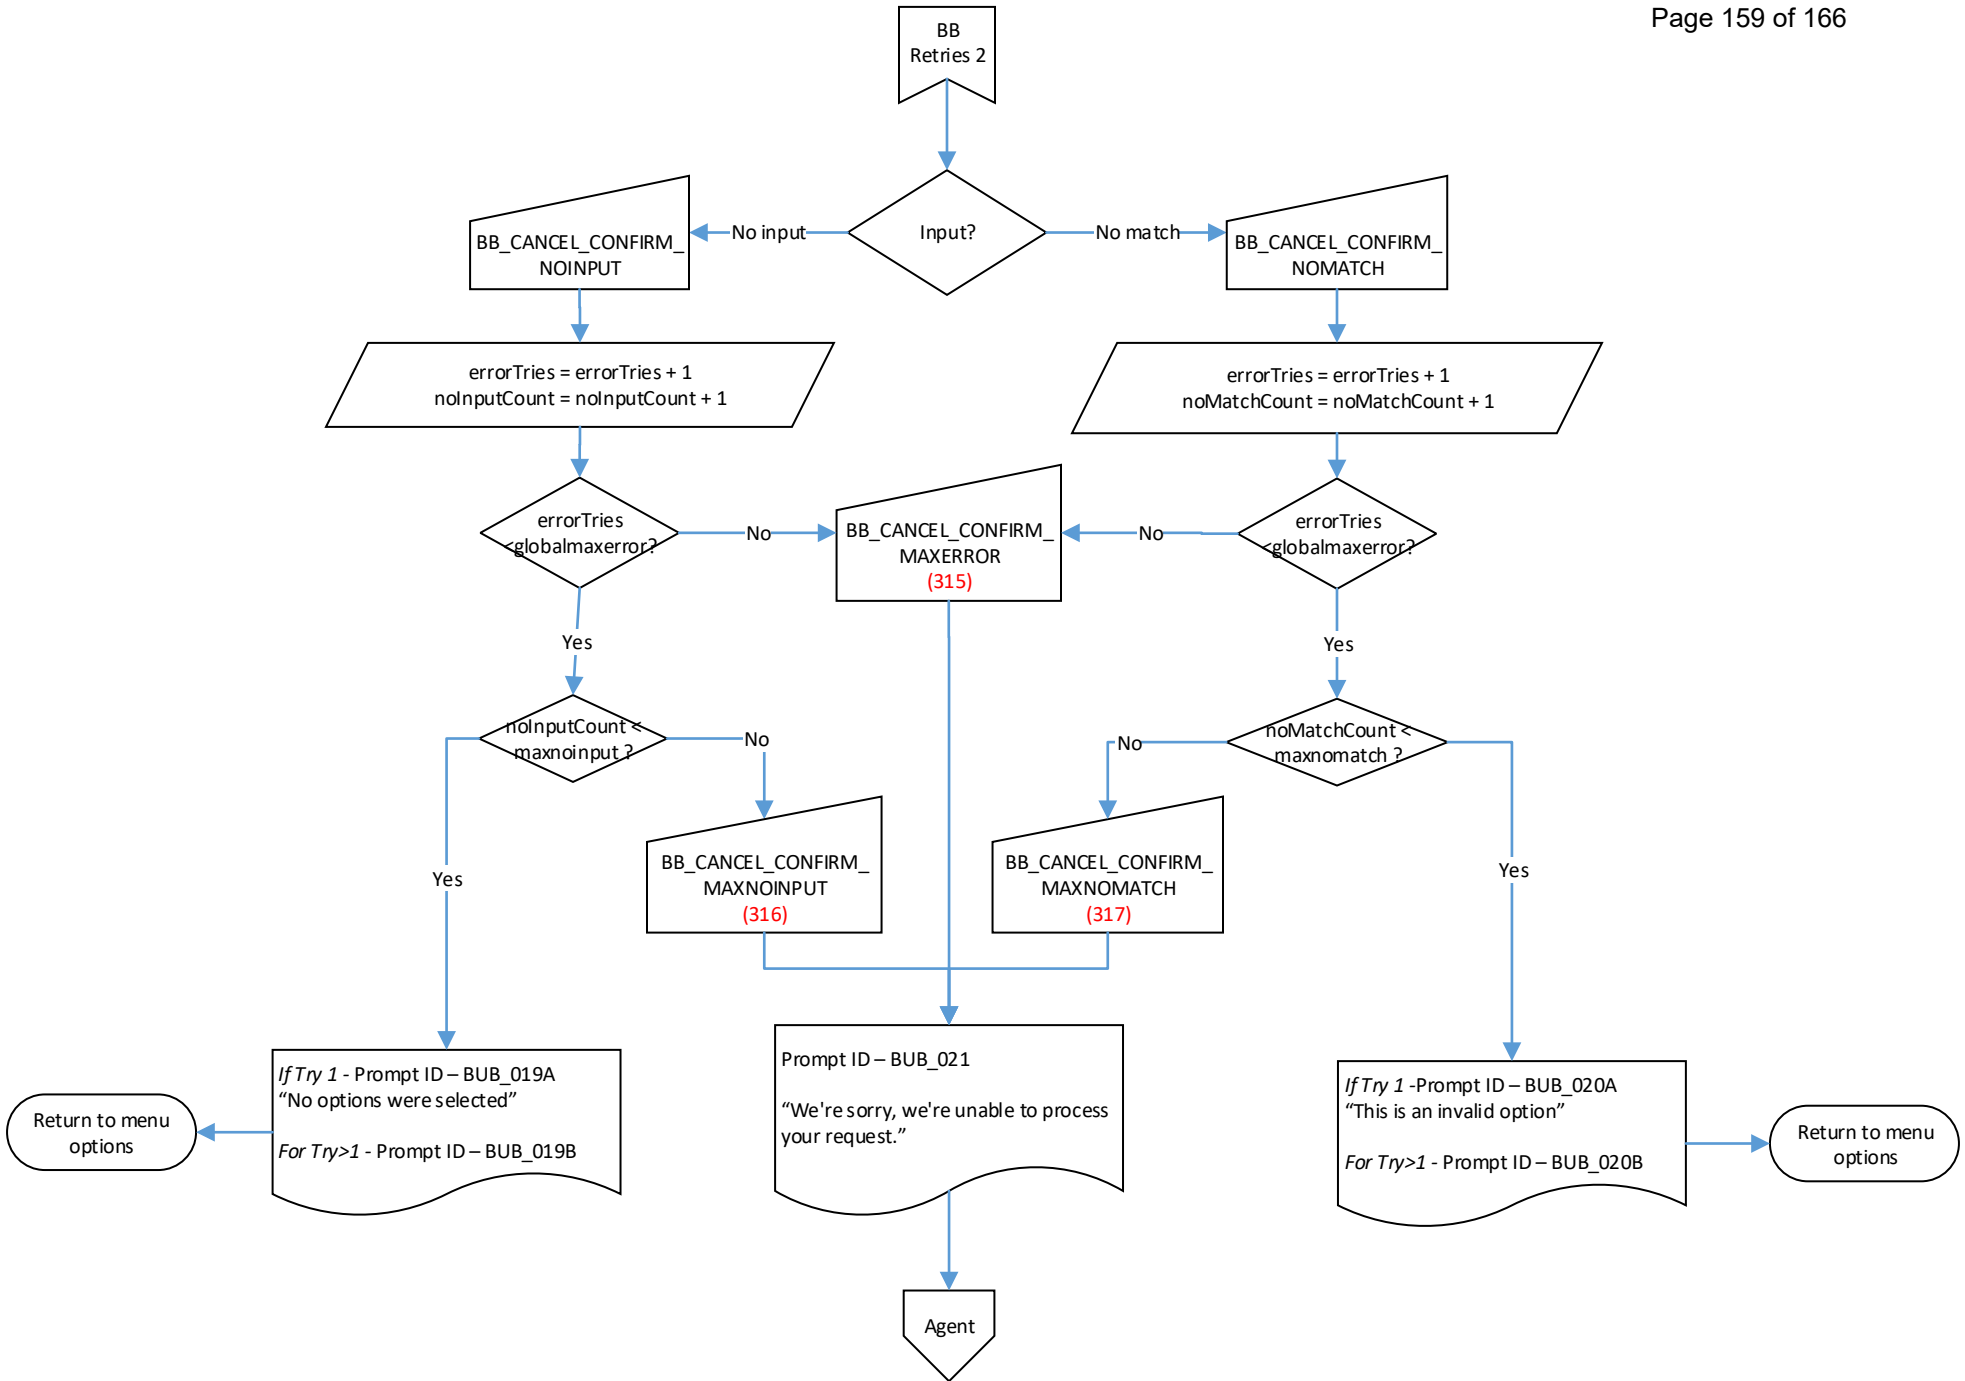 Page 159 of 166
BB
Retries 2
Input?
No input
No match
BB_CANCEL_CONFIRM_
NOINPUT
BB_CANCEL_CONFIRM_
NOMATCH
errorTries = errorTries + 1
noInputCount = noInputCount + 1
errorTries = errorTries + 1
noMatchCount = noMatchCount + 1
errorTries
<globalmaxerror?
No
BB_CANCEL_CONFIRM_
MAXERROR
(315)
No
errorTries
<globalmaxerror?
Yes
Yes
noInputCount <
maxnoinput ?
No
No
noMatchCount <
maxnomatch ?
Yes
BB_CANCEL_CONFIRM_
MAXNOINPUT
(316)
BB_CANCEL_CONFIRM_
MAXNOMATCH
(317)
Yes
Return to menu
options
If Try 1 - Prompt ID – BUB_019A
“No options were selected”
For Try>1 - Prompt ID – BUB_019B
Prompt ID – BUB_021
“We're sorry, we're unable to process
your request.”
If Try 1 -Prompt ID – BUB_020A
“This is an invalid option”
For Try>1 - Prompt ID – BUB_020B
Return to menu
options
Agent